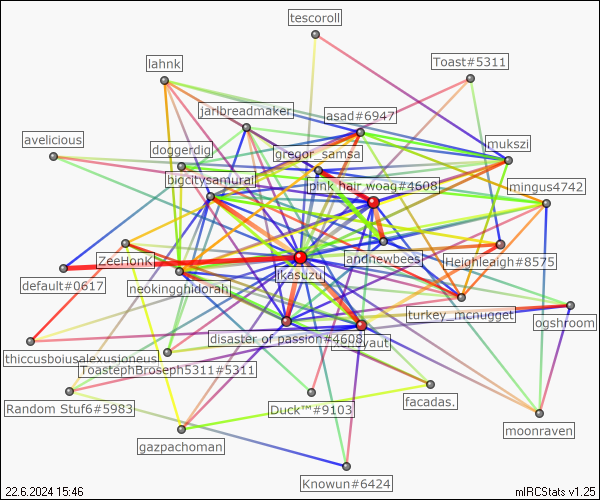 tescoroll
lahnk
Toast#5311
jarlbreadmaker
asad#6947
avelicious
doggerdig
gregor_samsa
mukszi
bigcitysamurai
pink hair woag#4608
mingus4742
ZeeHonK
ikasuzu
andnewbees
Heighleaigh#8575
default#0617
neokingghidorah
turkey_mcnugget
ogshroom
disaster of passion#4608
thiccusboiusalexusjoneus
ToastephBroseph5311#5311
Random Stuf6#5983
Duck™#9103
facadas.
moonraven
gazpachoman
Knowun#6424
22.6.2024 15:46
mIRCStats v1.25